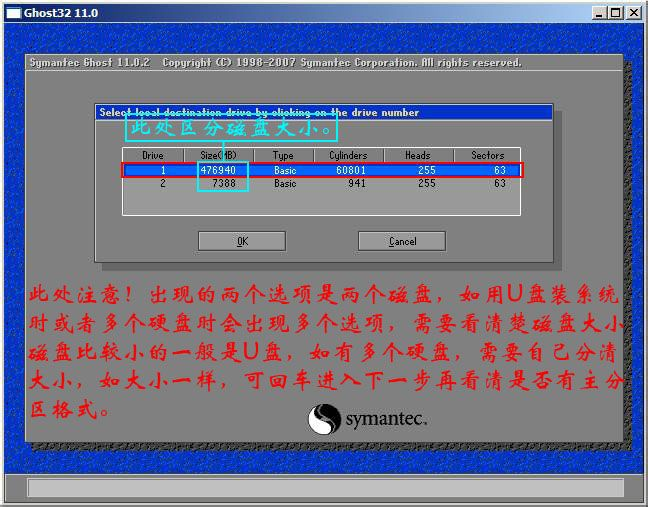 Ghost32 11.0
Symantec Ghost 11.0.2 Copyright (C) 1998-2007 Symantec Corporation. All rights reserved.
Select local destination drive by clicking on the drive number
此处区分磁盘大小。
Drive Size(MB) Type Cylinders Heads Sectors
1 476940 Basic 60801 255 63
2 7388 Basic 941 255 63
OK Cancel
此处注意！出现的两个选项是两个磁盘，如用U盘装系统
时或者多个硬盘时会出现多个选项，需要看清楚磁盘大小
磁盘比较小的一般是U盘，如有多个硬盘，需要自己分清
大小，如大小一样，可回车进入下一步再看清是否有主分
区格式。
symantec.